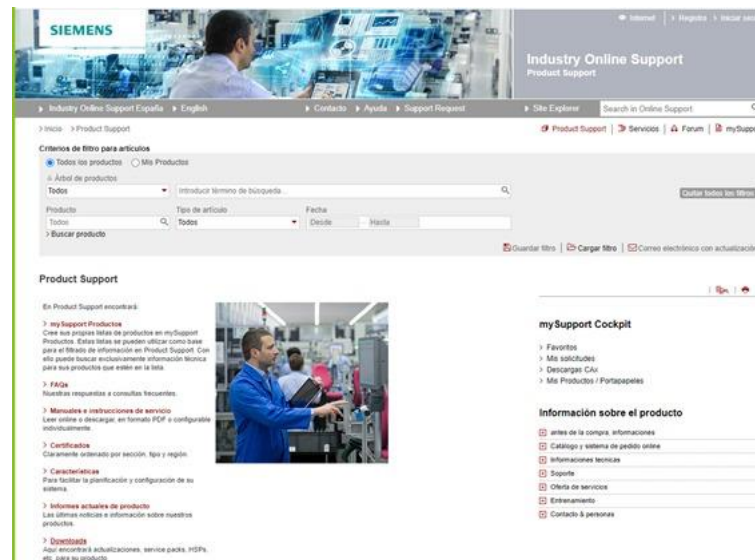 SIEMENS
Internet > Registro > Iniciar
Industry Online Support
Product Support
Industry Online Support España English Contacto Ayuda Support Request Site Explorer Search in Online Support
> Inicio > Product Support
Product Support | Servicios | Forum |
Criterios de filtro para artículos
Todos los productos Mis Productos
Árbol de productos
Todos Introducir término de búsqueda...
Quitar todos los filtros
Producto Tipo de artículo Fecha
Todos Todos Desde Hasta
> Buscar producto
Guardar filtro | Cargar filtro | Correo electrónico con
Product Support
En Product Support encontrará:
> mySupport Productos
Cree sus propias listas de productos en mySupport
Productos. Estas listas se pueden utilizar como base
para el filtrado de información en Product Support. Con
ello puede buscar exclusivamente información técnica
para sus productos que estén en la lista.
> FAQs
Nuestras respuestas a consultas frecuentes.
> Manuales e instrucciones de servicio
Leer online o descargar, en formato PDF o configurable
individualmente.
> Certificados
Claramente ordenado por sección, tipo y región.
> Características
Para facilitar la planificación y configuración de su
sistema.
> Informes actuales de producto
Las últimas noticias e información sobre nuestros
productos.
> Downloads
Aquí encontrará actualizaciones, service packs, HSPs,
etc. para su producto.
mySupport Cockpit
> Favoritos
> Mis solicitudes
> Descargas CAx
> Mis Productos / Portapapeles
Información sobre el producto
antes de la compra, informaciones
Catálogo y sistema de pedido online
Informaciones tecnicas
Soporte
Oferta de servicios
Entrenamiento
Contacto & personas